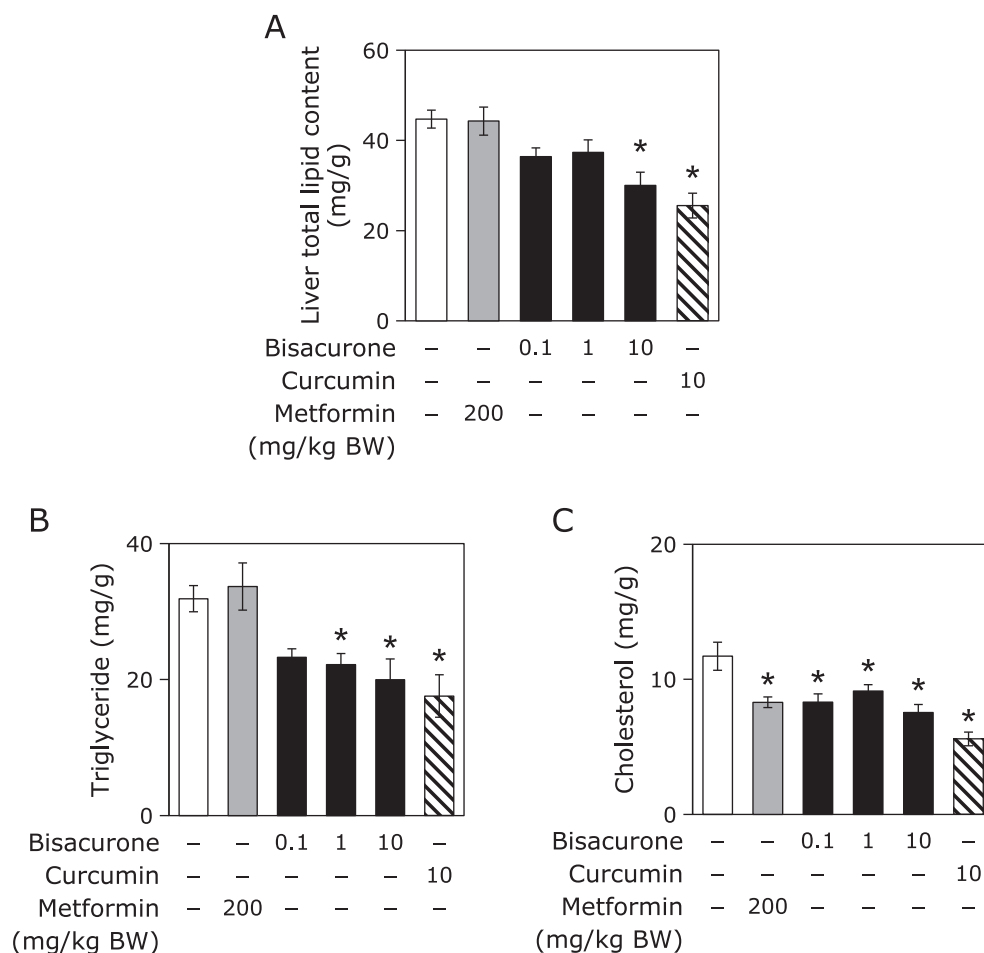 A
Liver total lipid content
(mg/g)
60
40
20
0
* *
Bisacurone – – 0.1 1 10 –
Curcumin – – – – – 10
Metformin – 200 – – – –
(mg/kg BW)
B
Triglyceride (mg/g)
40
20
0
* * *
Bisacurone – – 0.1 1 10 –
Curcumin – – – – – 10
Metformin – 200 – – – –
(mg/kg BW)
C
Cholesterol (mg/g)
20
10
0
* * * * *
Bisacurone – – 0.1 1 10 –
Curcumin – – – – – 10
Metformin – 200 – – – –
(mg/kg BW)